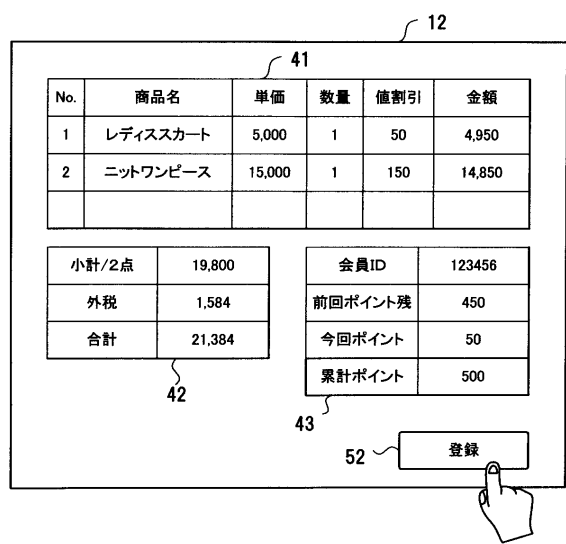 12
41
No. 商品名 単価 数量 値割引 金額
1 レディススカート 5,000 1 50 4,950
2 ニットワンピース 15,000 1 150 14,850
小計/2点 19,800
外税 1,584
合計 21,384
42
会員ID 123456
前回ポイント残 450
今回ポイント 50
累計ポイント 500
43
52
登録